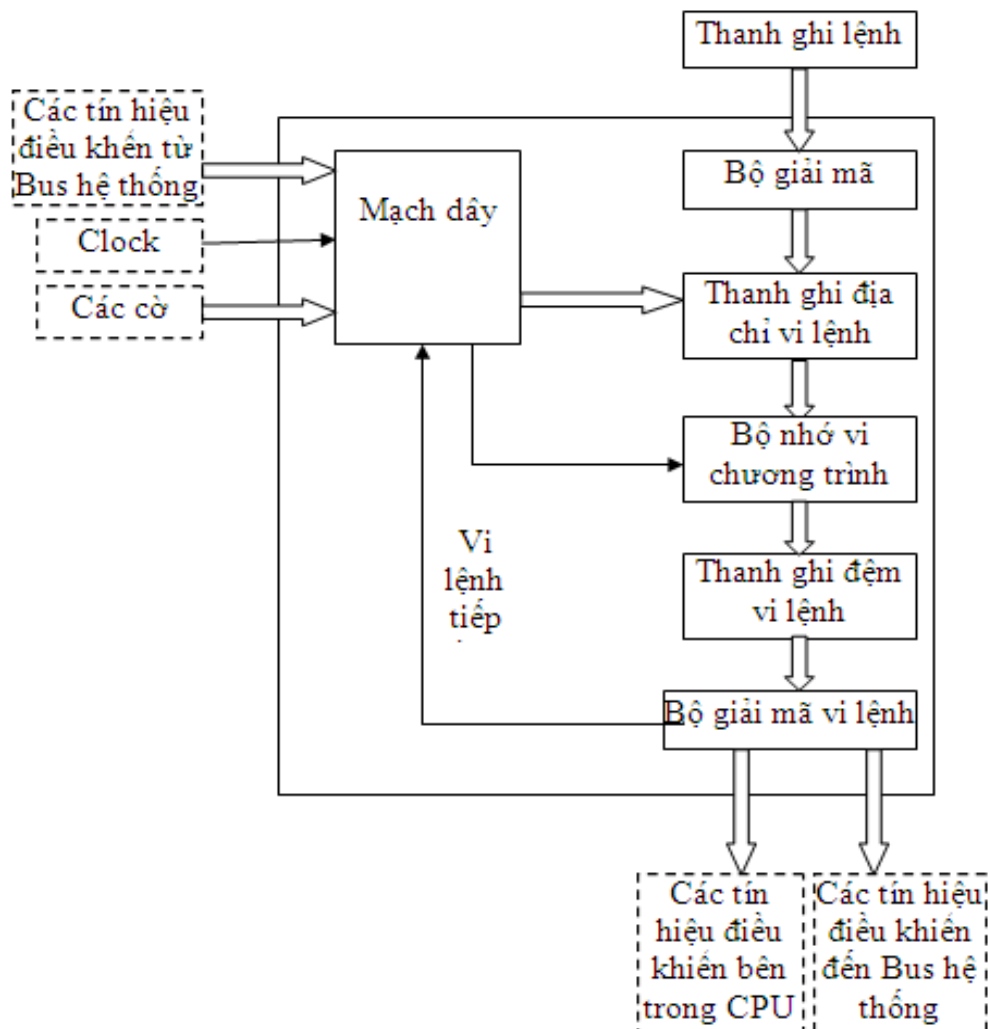 Thanh ghi lệnh
Các tín hiệu
điều khến từ
Bus hệ thống
Clock
Các cờ
Mạch dây
Bộ giải mã
Thanh ghi địa
chỉ vi lệnh
Bộ nhớ vi
chương trình
Vi
lệnh
tiếp
Thanh ghi đệm
vi lệnh
Bộ giải mã vi lệnh
Các tín
hiệu điều
khiến bên
trong CPU
Các tín hiệu
điều khiến
đến Bus hệ
thống